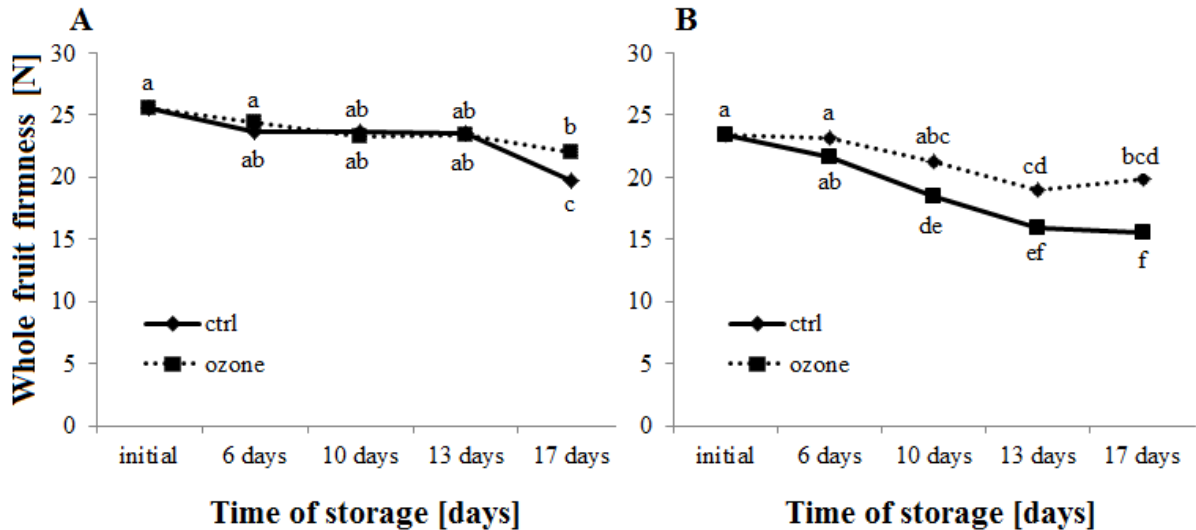 A
B
Whole fruit firmness [N]
30
25
20
15
10
5
0
a
a
ab
ab
b
ab
ab
ab
c
ctrl
ozone
initial
6 days
10 days
13 days
17 days
Time of storage [days]
30
25
20
15
10
5
0
a
a
abc
cd
bcd
ab
de
ef
f
ctrl
ozone
initial
6 days
10 days
13 days
17 days
Time of storage [days]